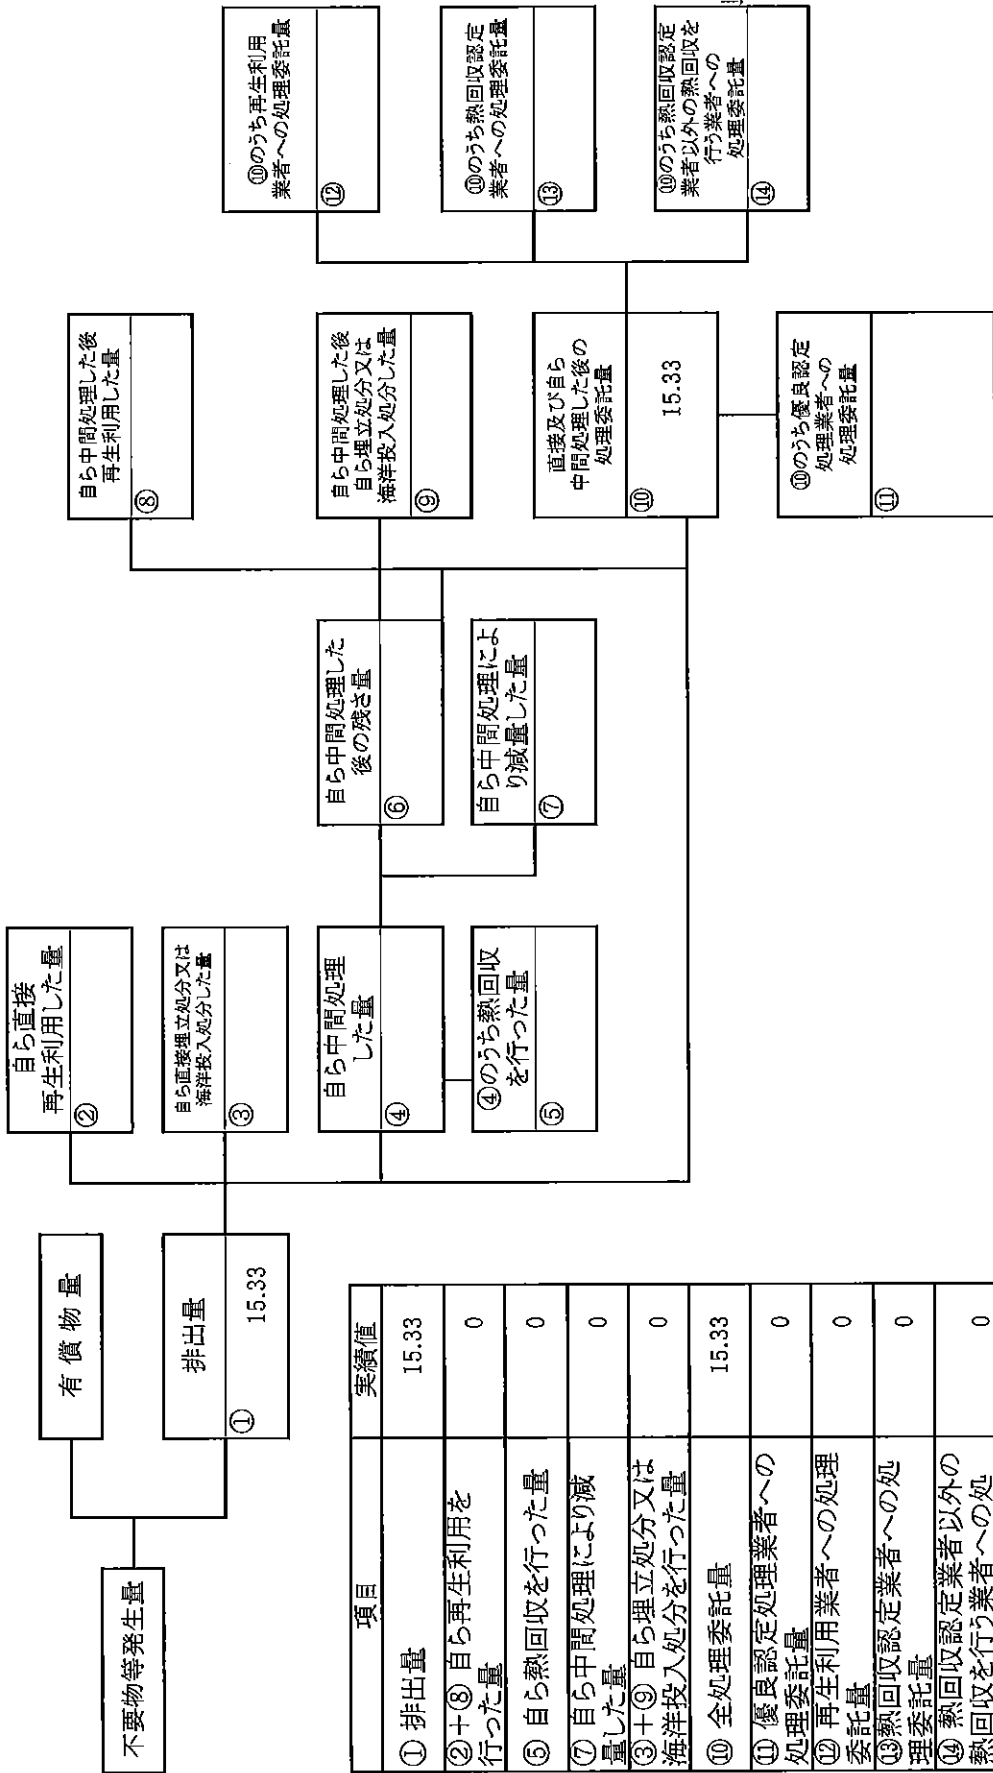 不要物等発生量
有償物量
排出量
①
15.33
自ら直接
再生利用した量
②
自ら直接埋立処分又は
海洋投入処分した量
③
自ら中間処理
した量
④
④のうち熱回収
を行った量
⑤
自ら中間処理した
後の残さ量
⑥
自ら中間処理によ
り減量した量
⑦
自ら中間処理した後
再生利用した量
⑧
自ら中間処理した後
自ら埋立処分又は
海洋投入処分した量
⑨
直接及び自ら
中間処理した後の
処理委託量
⑩
15.33
⑩のうち優良認定
処理業者への
処理委託量
⑪
⑩のうち再生利用
業者への処理委託量
⑫
⑩のうち熱回収認定
業者への処理委託量
⑬
⑩のうち熱回収認定
業者以外の熱回収を
行う業者への
処理委託量
⑭
項目 実績値
①排出量 15.33
②+⑧ 自ら再生利用を
行った量 0
⑤ 自ら熱回収を行った量 0
⑦ 自ら中間処理により減
量した量 0
③+⑨ 自ら埋立処分又は
海洋投入処分を行った量 0
⑩ 全処理委託量 15.33
⑪ 優良認定処理業者への
処理委託量 0
⑫ 再生利用業者への処理
委託量 0
⑬熱回収認定業者への処
理委託量 0
⑭ 熱回収認定業者以外の
熱回収を行う業者への処 0